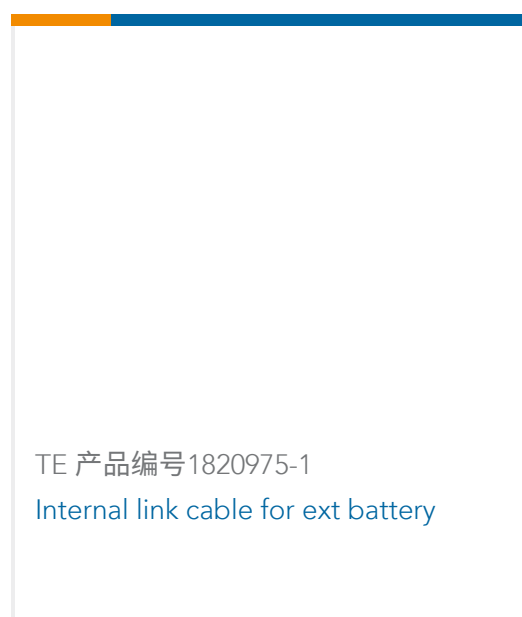 TE 产品编号1820975-1
Internal link cable for ext battery